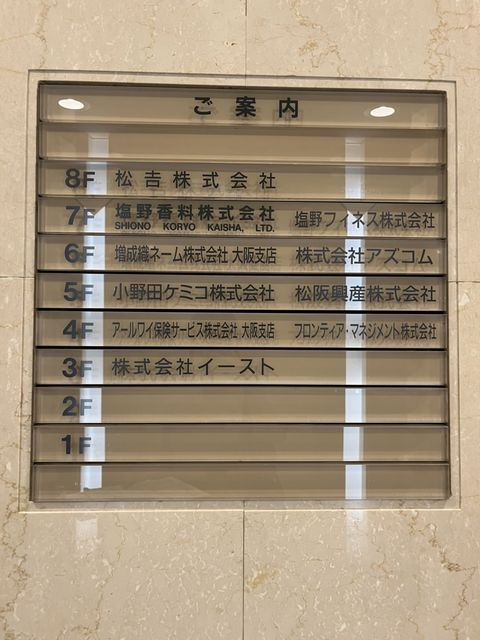 ご案内
8F 松吉株式会社
7F 塩野香料株式会社 塩野フィネス株式会社
SHIONO KORYO KAISHA, LTD.
6F 増成織ネーム株式会社 大阪支店 株式会社アズコム
5F 小野田ケミコ株式会社 松阪興産株式会社
4F アールワイ保険サービス株式会社 大阪支店 フロンティア・マネジメント株式会社
3F 株式会社イースト
2F
1F